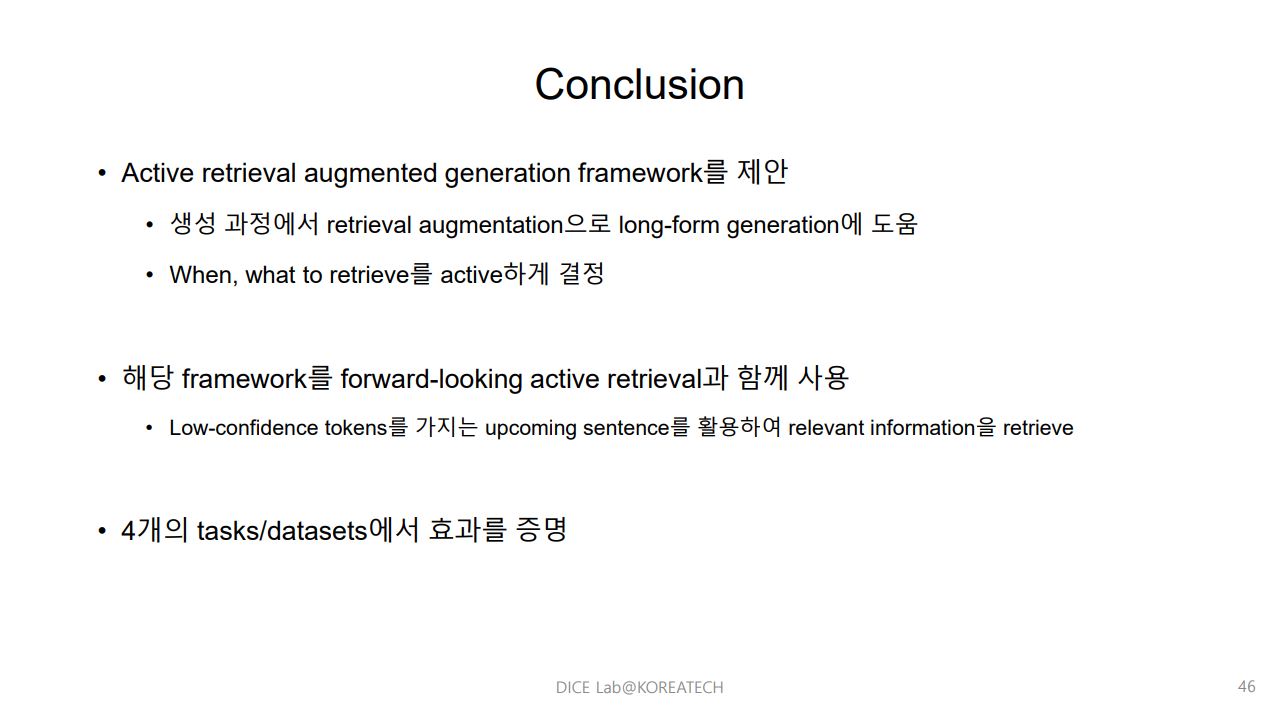 Conclusion
• Active retrieval augmented generation framework를 제안
• 생성 과정에서 retrieval augmentation으로 long-form generation에 도움
• When, what to retrieve를 active하게 결정
• 해당 framework를 forward-looking active retrieval과 함께 사용
• Low-confidence tokens를 가지는 upcoming sentence를 활용하여 relevant information을 retrieve
• 4개의 tasks/datasets에서 효과를 증명
DICE Lab@KOREATECH
46